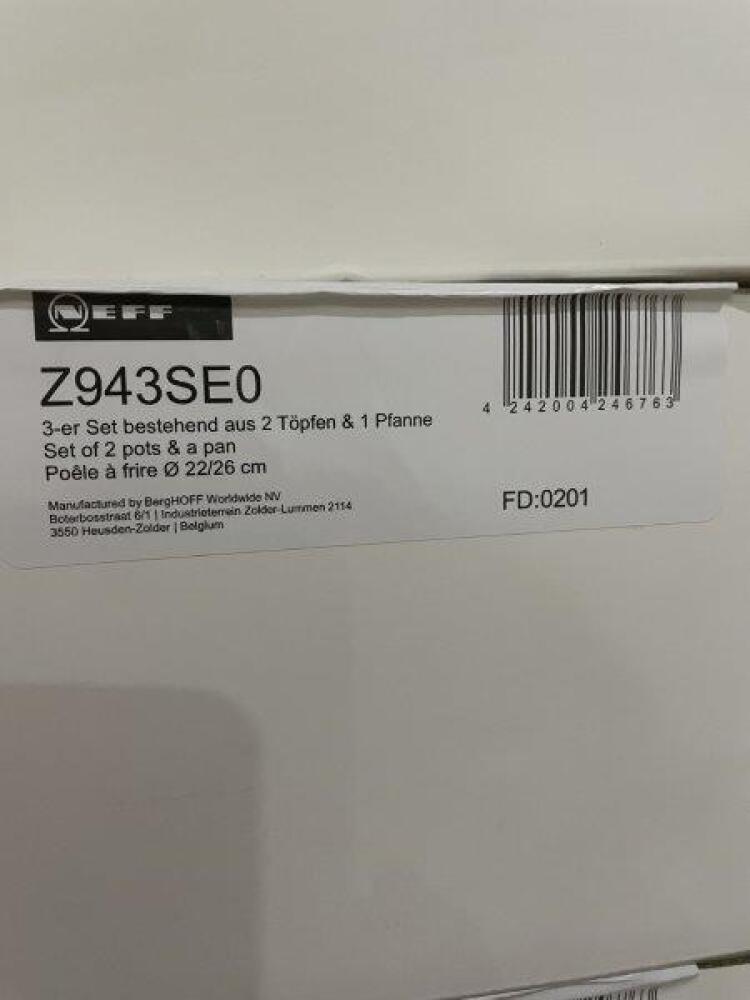 NEFF
Z943SE0
3-er Set bestehend aus 2 Töpfen & 1 Pfanne
Set of 2 pots & a pan
Poêle à frire Ø 22/26 cm
Manufactured by BergHOFF Worldwide NV
Boterbosstraat 6/1 | Industrieterrein Zolder-Lummen 2114
3550 Heusden-Zolder | Belgium
4 242004 246763
FD:0201